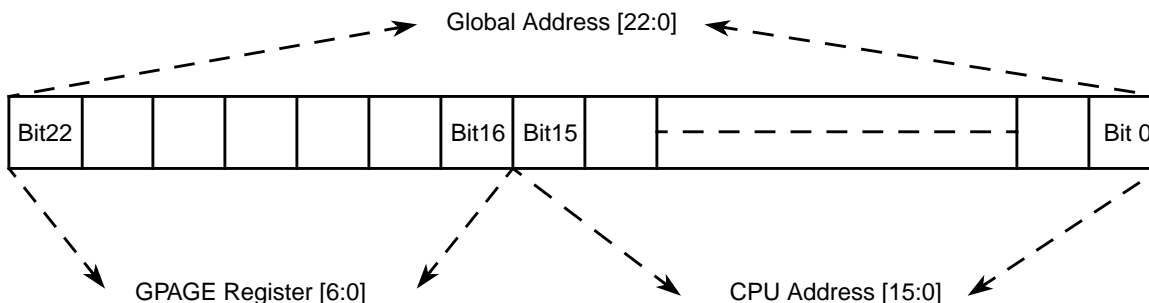 Global Address [22:0]
Bit22 Bit16 Bit15 Bit 0
GPAGE Register [6:0] CPU Address [15:0]